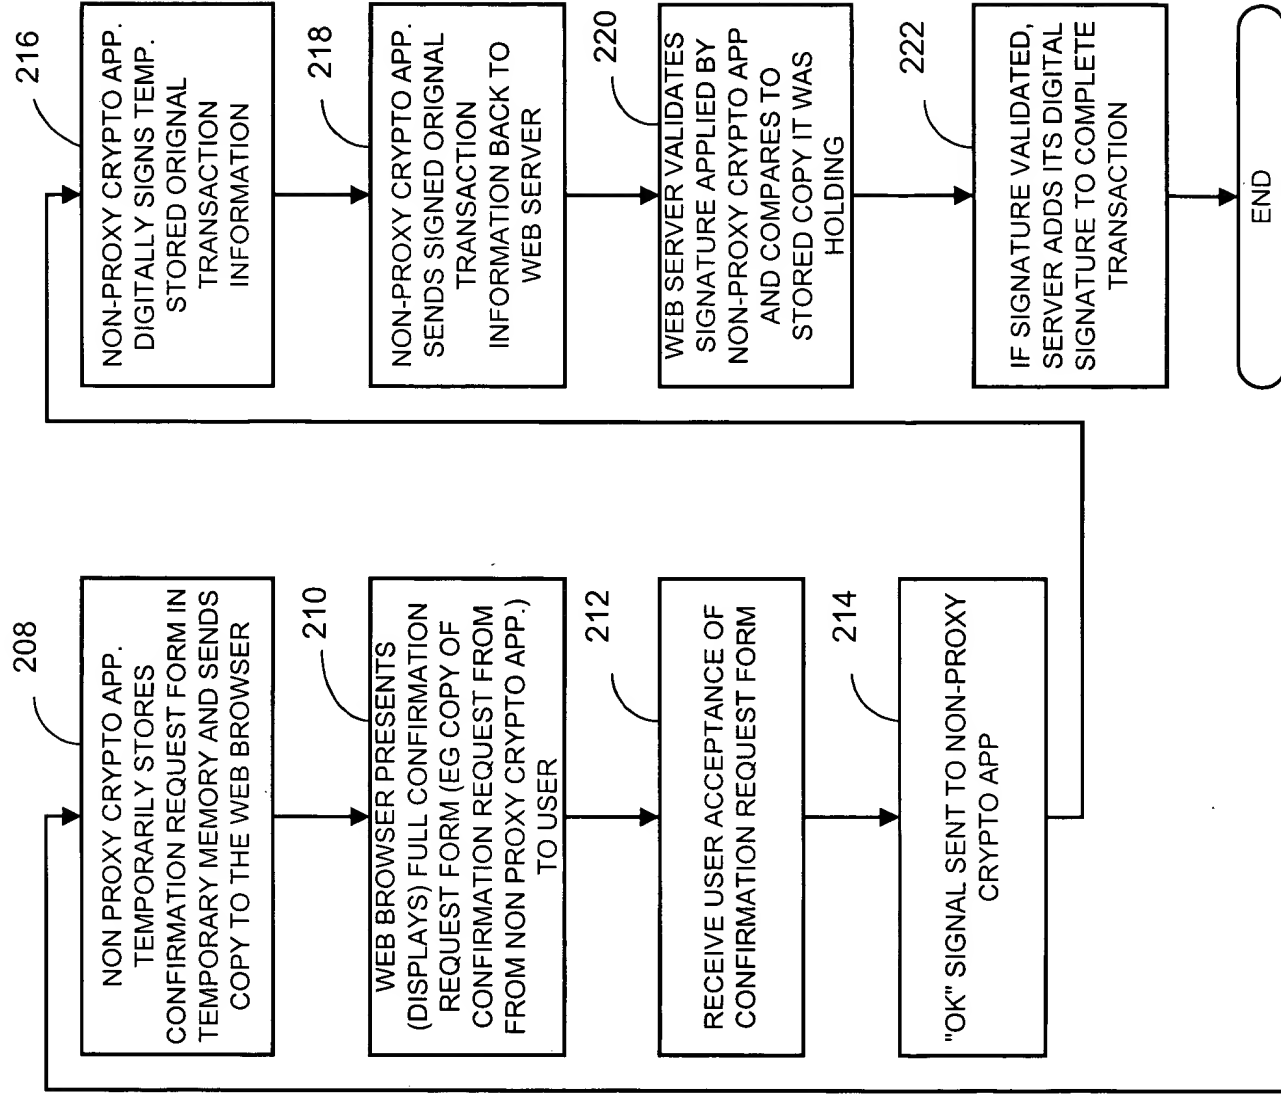 208
NON PROXY CRYPTO APP.
TEMPORARILY STORES
CONFIRMATION REQUEST FORM IN
TEMPORARY MEMORY AND SENDS
COPY TO THE WEB BROWSER
210
WEB BROWSER PRESENTS
(DISPLAYS) FULL CONFIRMATION
REQUEST FORM (EG COPY OF
CONFIRMATION REQUEST FROM
FROM NON PROXY CRYPTO APP.)
TO USER
212
RECEIVE USER ACCEPTANCE OF
CONFIRMATION REQUEST FORM
214
"OK" SIGNAL SENT TO NON-PROXY
CRYPTO APP
216
NON-PROXY CRYPTO APP.
DIGITALLY SIGNS TEMP.
STORED ORIGNAL
TRANSACTION
INFORMATION
218
NON-PROXY CRYPTO APP.
SENDS SIGNED ORIGNAL
TRANSACTION
INFORMATION BACK TO
WEB SERVER
220
WEB SERVER VALIDATES
SIGNATURE APPLIED BY
NON-PROXY CRYPTO APP
AND COMPARES TO
STORED COPY IT WAS
HOLDING
222
IF SIGNATURE VALIDATED,
SERVER ADDS ITS DIGITAL
SIGNATURE TO COMPLETE
TRANSACTION
END